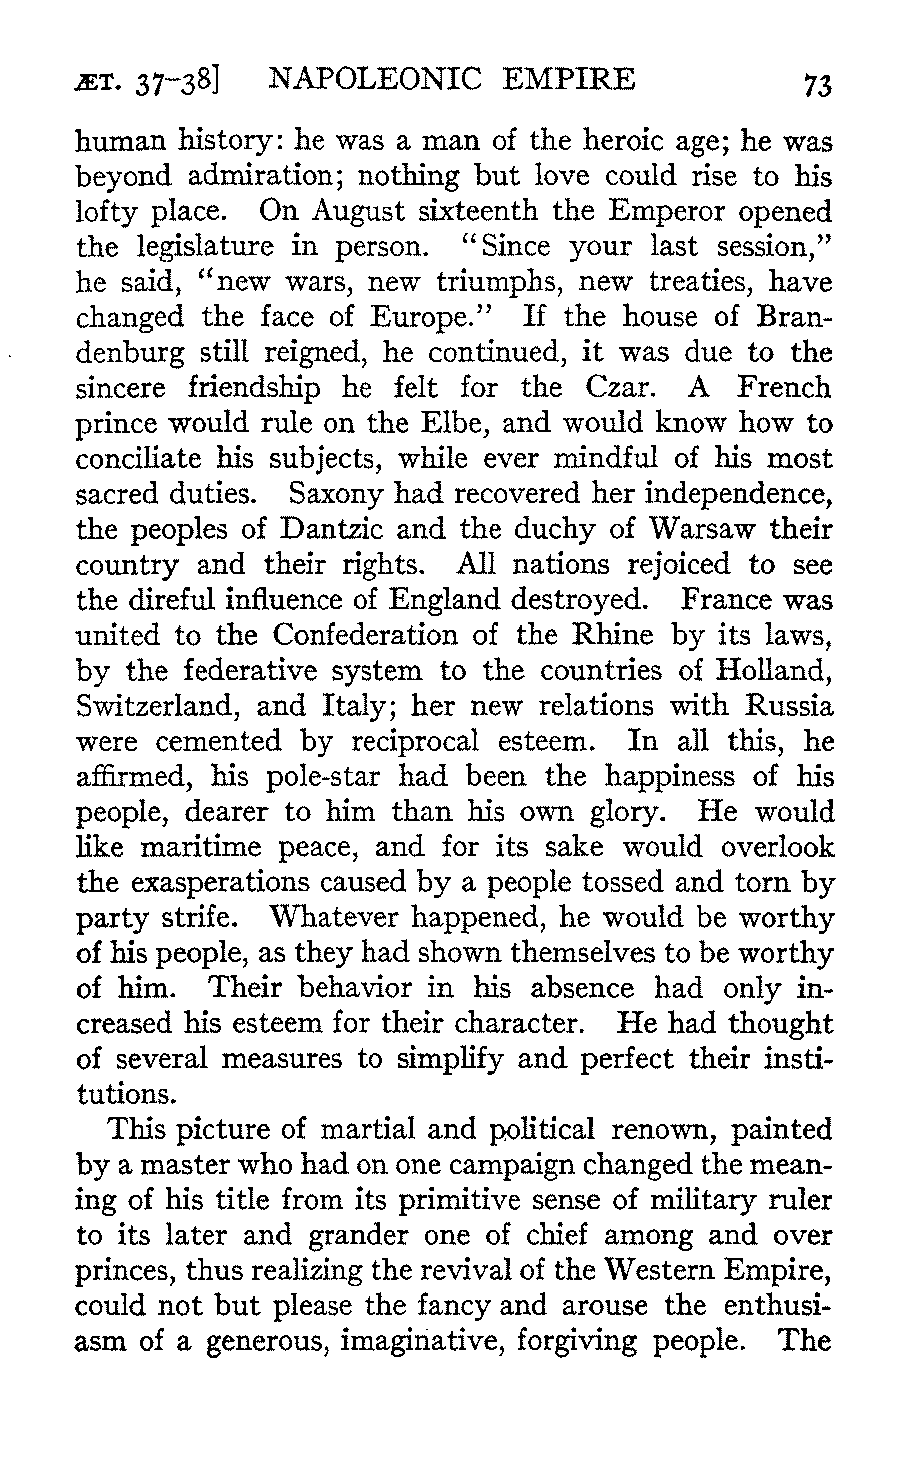 ÆT. 37–38] NAPOLEONIC EMPIRE 73
human history: he was a man of the heroic age; he was
beyond admiration; nothing but love could rise to his
lofty place. On August sixteenth the Emperor opened
the legislature in person. “Since your last session,”
he said, “new wars, new triumphs, new treaties, have
changed the face of Europe.” If the house of Bran-
denburg still reigned, he continued, it was due to the
sincere friendship he felt for the Czar. A French
prince would rule on the Elbe, and would know how to
conciliate his subjects, while ever mindful of his most
sacred duties. Saxony had recovered her independence,
the peoples of Dantzic and the duchy of Warsaw their
country and their rights. All nations rejoiced to see
the direful influence of England destroyed. France was
united to the Confederation of the Rhine by its laws,
by the federative system to the countries of Holland,
Switzerland, and Italy; her new relations with Russia
were cemented by reciprocal esteem. In all this, he
affirmed, his pole-star had been the happiness of his
people, dearer to him than his own glory. He would
like maritime peace, and for its sake would overlook
the exasperations caused by a people tossed and torn by
party strife. Whatever happened, he would be worthy
of his people, as they had shown themselves to be worthy
of him. Their behavior in his absence had only in-
creased his esteem for their character. He had thought
of several measures to simplify and perfect their insti-
tutions.
This picture of martial and political renown, painted
by a master who had on one campaign changed the mean-
ing of his title from its primitive sense of military ruler
to its later and grander one of chief among and over
princes, thus realizing the revival of the Western Empire,
could not but please the fancy and arouse the enthusi-
asm of a generous, imaginative, forgiving people. The